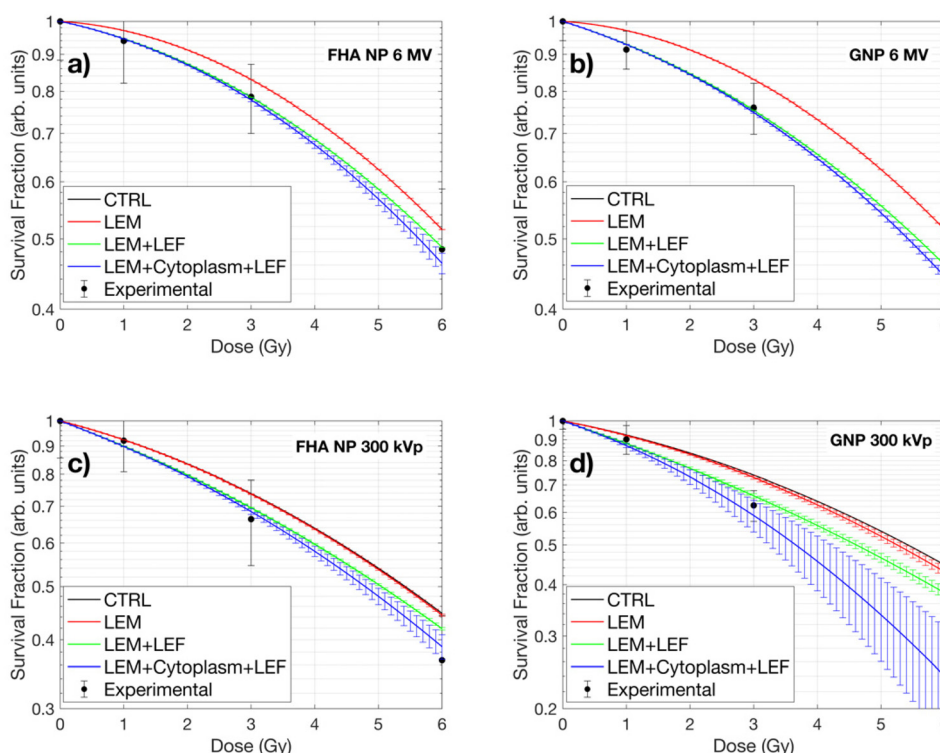 a)
FHA NP 6 MV
Survival Fraction (arb. units)
1
0.9
0.8
0.7
0.6
0.5
0.4
CTRL
LEM
LEM+LEF
LEM+Cytoplasm+LEF
Experimental
0 1 2 3 4 5 6
Dose (Gy)
b)
GNP 6 MV
Survival Fraction (arb. units)
1
0.9
0.8
0.7
0.6
0.5
0.4
CTRL
LEM
LEM+LEF
LEM+Cytoplasm+LEF
Experimental
0 1 2 3 4 5
Dose (Gy)
c)
FHA NP 300 kVp
Survival Fraction (arb. units)
1
0.9
0.8
0.7
0.6
0.5
0.4
0.3
CTRL
LEM
LEM+LEF
LEM+Cytoplasm+LEF
Experimental
0 1 2 3 4 5 6
Dose (Gy)
d)
GNP 300 kVp
Survival Fraction (arb. units)
1
0.9
0.8
0.7
0.6
0.5
0.4
0.3
0.2
CTRL
LEM
LEM+LEF
LEM+Cytoplasm+LEF
Experimental
0 1 2 3 4 5
Dose (Gy)